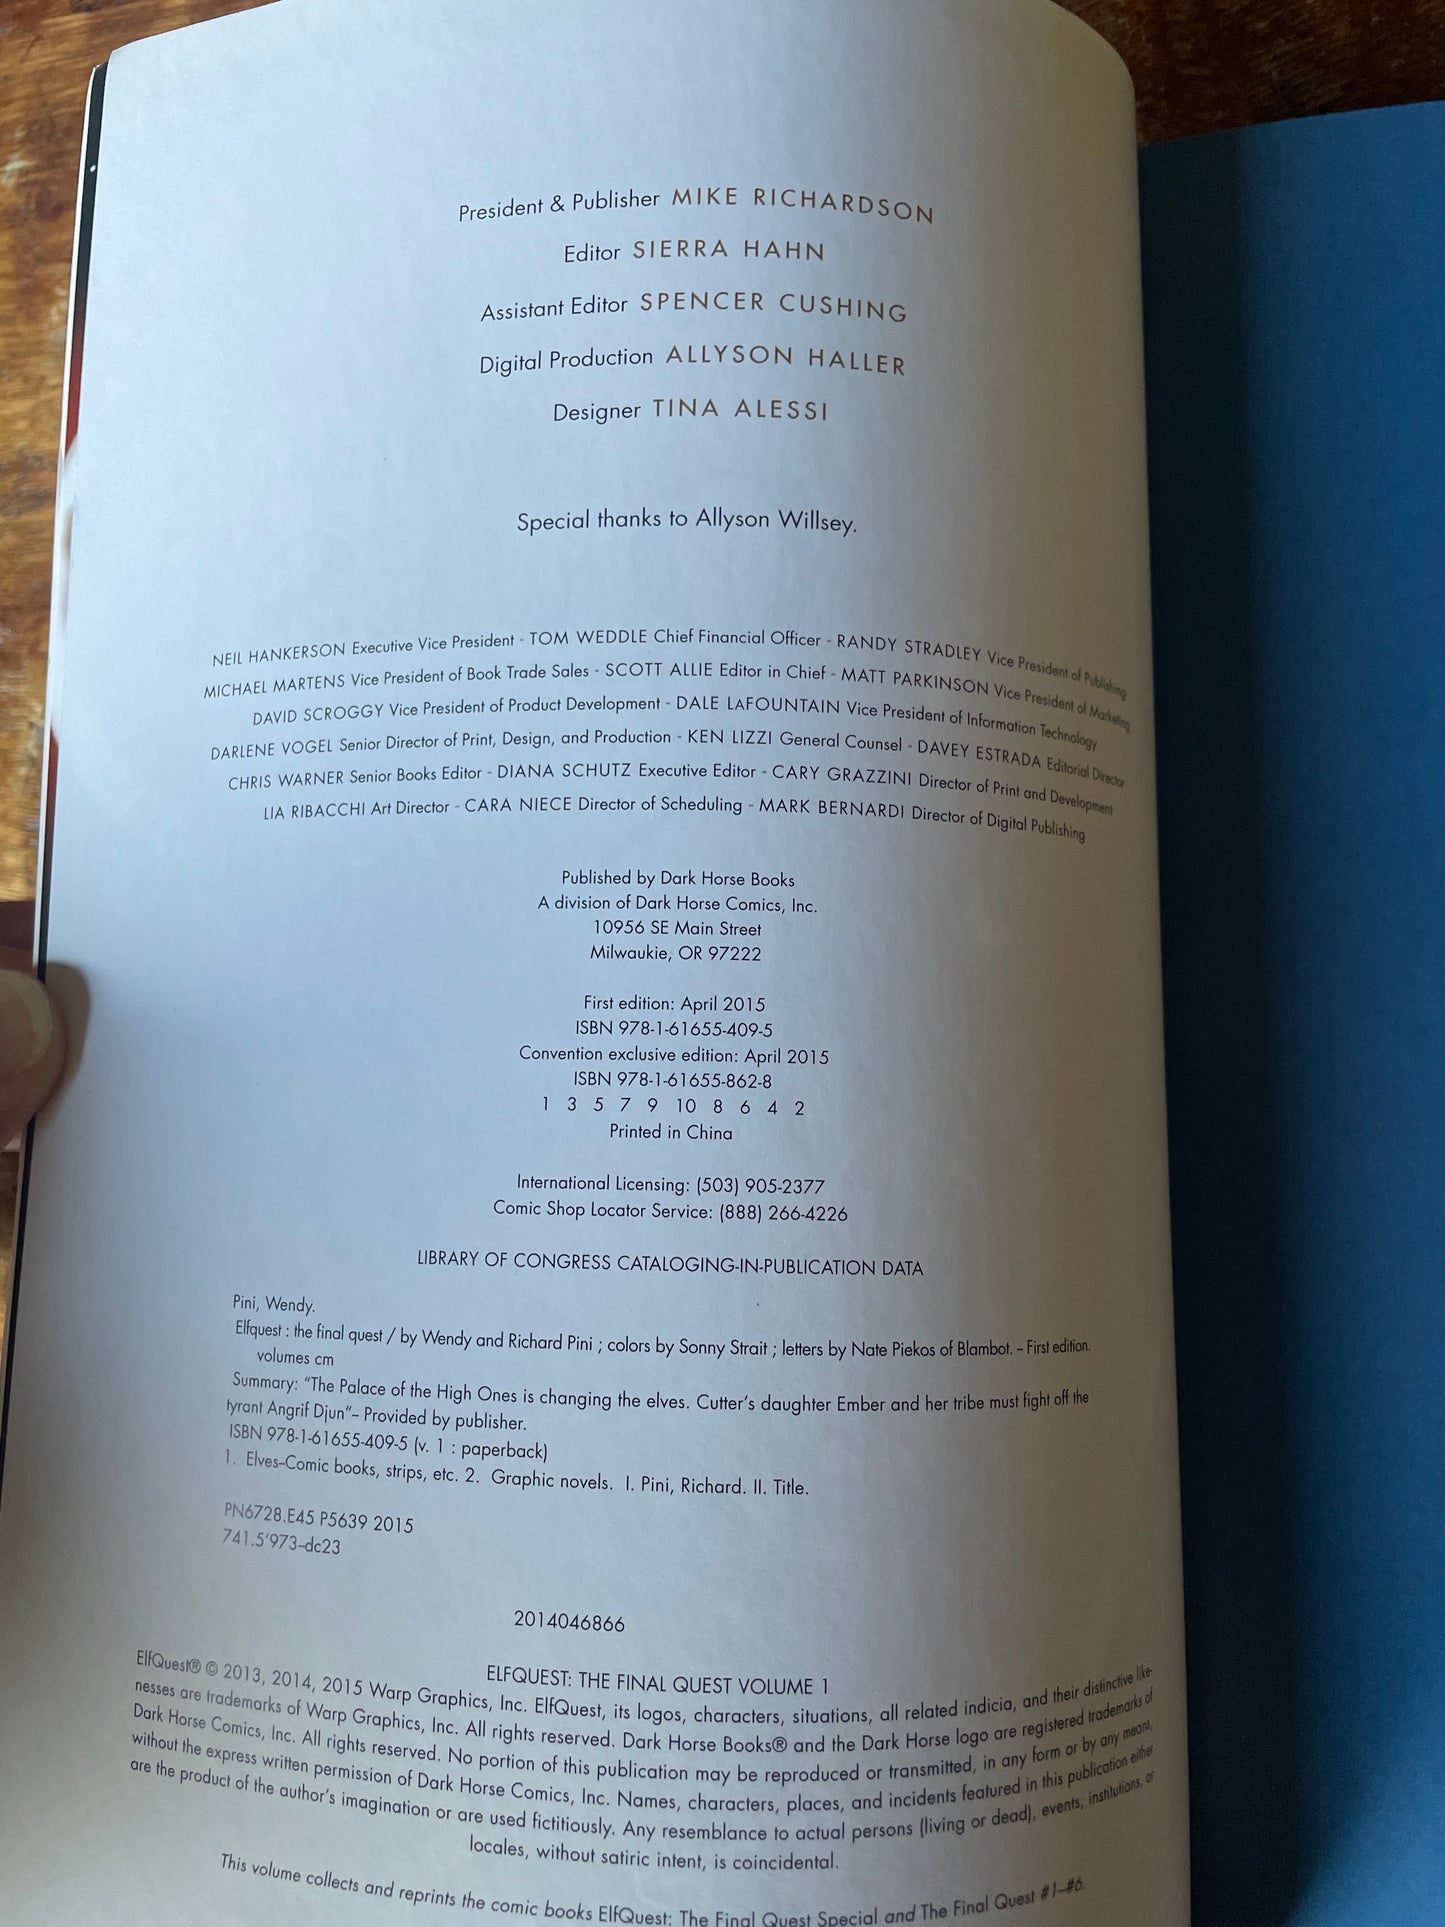 President & Publisher MIKE RICHARDSON
Editor SIERRA HAHN
Assistant Editor SPENCER CUSHING
Digital Production ALLYSON HALLER
Designer TINA ALESSI
Special thanks to Allyson Willsey.
NEIL HANKERSON Executive Vice President - TOM WEDDLE Chief Financial Officer - RANDY STRADLEY Vice President of Publishing
MICHAEL MARTENS Vice President of Book Trade Sales - SCOTT ALLIE Editor in Chief - MATT PARKINSON Vice President of Marketing
DAVID SCROGGY Vice President of Product Development - DALE LAFOUNTAIN Vice President of Information Technology
DARLENE VOGEL Senior Director of Print, Design, and Production - KEN LIZZI General Counsel - DAVEY ESTRADA Editorial Director
CHRIS WARNER Senior Books Editor - DIANA SCHUTZ Executive Editor - CARY GRAZZINI Director of Print and Development
LIA RIBACCHI Art Director - CARA NIECE Director of Scheduling - MARK BERNARDI Director of Digital Publishing
Published by Dark Horse Books
A division of Dark Horse Comics, Inc.
10956 SE Main Street
Milwaukie, OR 97222
First edition: April 2015
ISBN 978-1-61655-409-5
Convention exclusive edition: April 2015
ISBN 978-1-61655-862-8
1 3 5 7 9 10 8 6 4 2
Printed in China
International Licensing: (503) 905-2377
Comic Shop Locator Service: (888) 266-4226
LIBRARY OF CONGRESS CATALOGING-IN-PUBLICATION DATA
Pini, Wendy.
Elfquest : the final quest / by Wendy and Richard Pini ; colors by Sonny Strait ; letters by Nate Piekos of Blambot. – First edition.
volumes cm
Summary: "The Palace of the High Ones is changing the elves. Cutter's daughter Ember and her tribe must fight off the
tyrant Angrif Djun"– Provided by publisher.
ISBN 978-1-61655-409-5 (v. 1 : paperback)
1. Elves–Comic books, strips, etc. 2. Graphic novels. I. Pini, Richard. II. Title.
PN6728.E45 P5639 2015
741.5'973–dc23
2014046866
ELFQUEST: THE FINAL QUEST VOLUME 1
ElfQuest® © 2013, 2014, 2015 Warp Graphics, Inc. ElfQuest, its logos, characters, situations, all related indicia, and their distinctive like-
nesses are trademarks of Warp Graphics, Inc. All rights reserved. Dark Horse Books® and the Dark Horse logo are registered trademarks of
Dark Horse Comics, Inc. All rights reserved. No portion of this publication may be reproduced or transmitted, in any form or by any means,
without the express written permission of Dark Horse Comics, Inc. Names, characters, places, and incidents featured in this publication either
are the product of the author's imagination or are used fictitiously. Any resemblance to actual persons (living or dead), events, institutions, or
locales, without satiric intent, is coincidental.
This volume collects and reprints the comic books ElfQuest: The Final Quest Special and The Final Quest #1–#6.